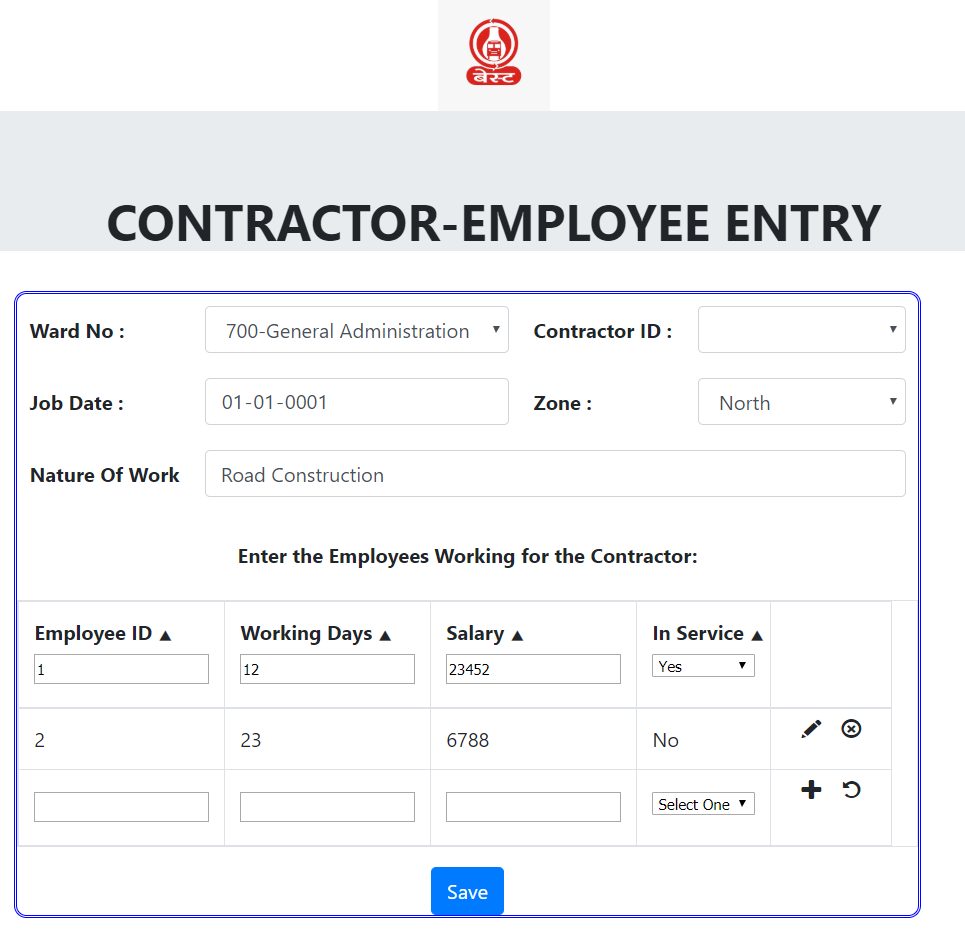 बेस्ट
CONTRACTOR-EMPLOYEE ENTRY
Ward No : 700-General Administration Contractor ID :
Job Date : 01-01-0001 Zone : North
Nature Of Work Road Construction
Enter the Employees Working for the Contractor:
Employee ID ▲ Working Days ▲ Salary ▲ In Service ▲
1 12 23452 Yes
2 23 6788 No
Select One
Save